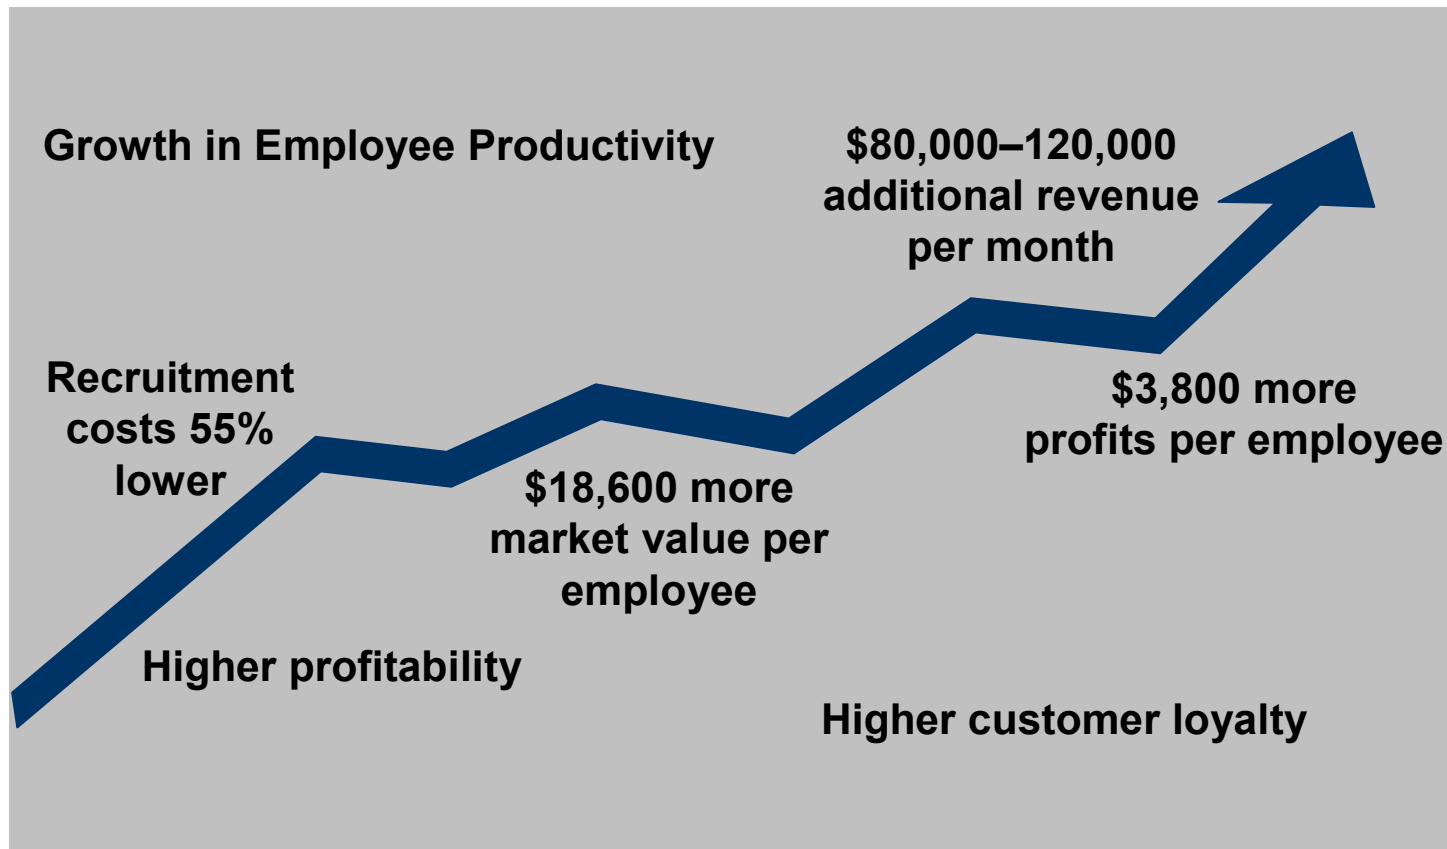 Growth in Employee Productivity
$80,000–120,000
additional revenue
per month
Recruitment
costs 55%
lower
$3,800 more
profits per employee
$18,600 more
market value per
employee
Higher profitability
Higher customer loyalty